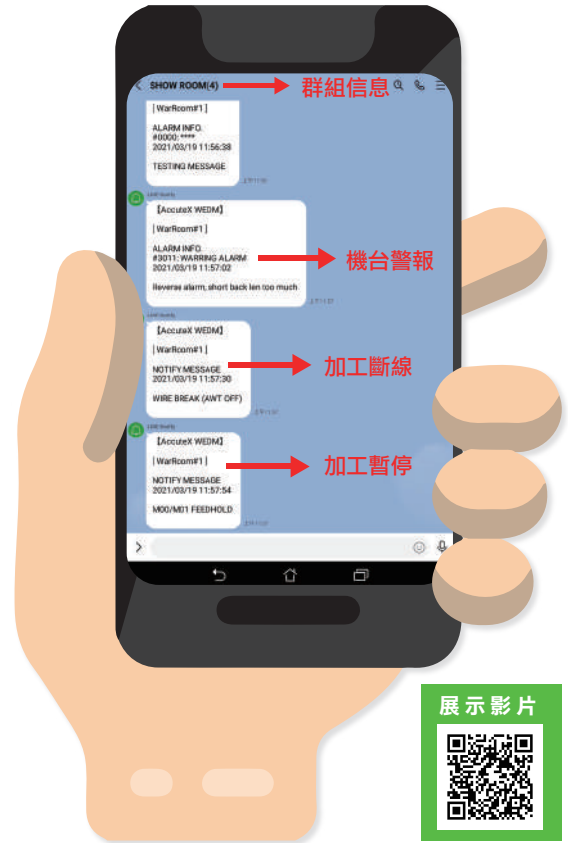 SHOW ROOM(4)
群組信息
[WarRoom#1]
ALARM INFO.
#0000: ****
2021/03/19 11:56:38
TESTING MESSAGE
【AccuteX WEDM】
[WarRoom#1]
ALARM INFO.
#3011: WARRING ALARM
2021/03/19 11:57:02
Reverse alarm, short back len too much
機台警報
【AccuteX WEDM】
[WarRoom#1]
NOTIFY MESSAGE
2021/03/19 11:57:30
WIRE BREAK (AWT OFF)
加工斷線
【AccuteX WEDM】
[WarRoom#1]
NOTIFY MESSAGE
2021/03/19 11:57:54
M00/M01 FEEDHOLD
加工暫停
展示影片